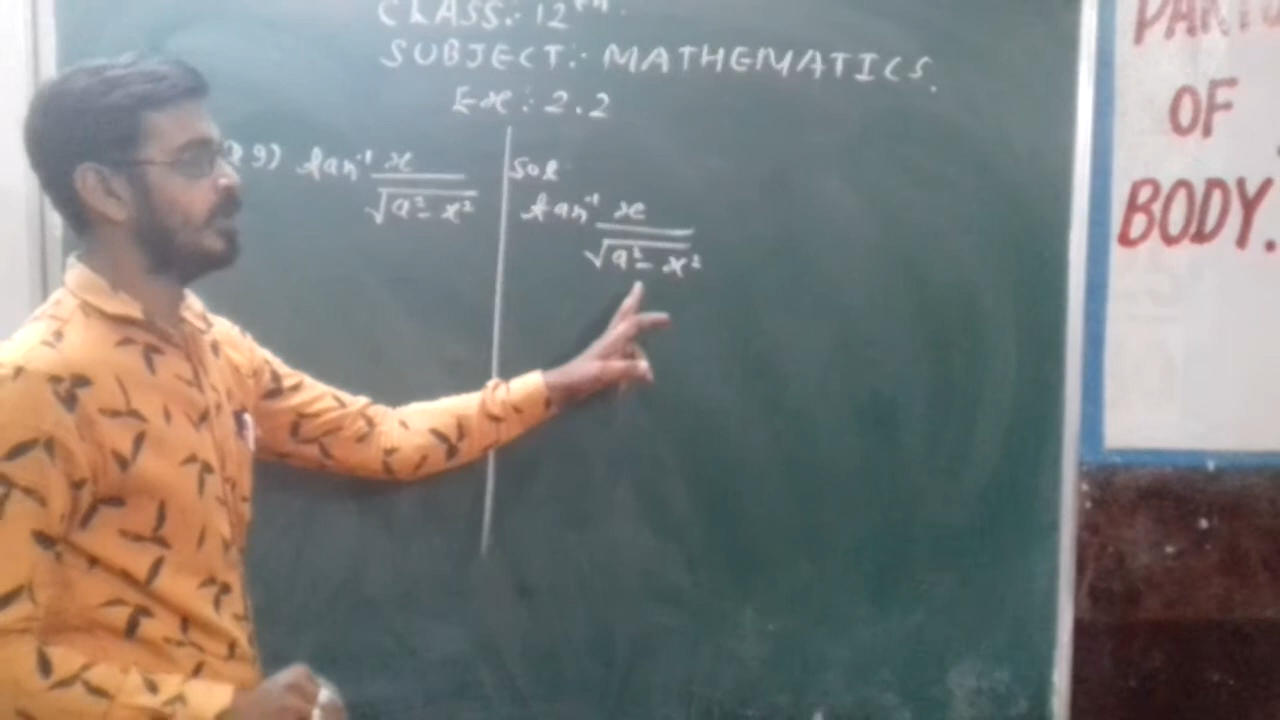 CLASS:- 12th
SUBJECT:- MATHEMATICS.
Ex:- 2.2
9) tan⁻¹ x / √a² - x²
Sol
tan⁻¹ x / √a² - x²
PARTS
OF
BODY.